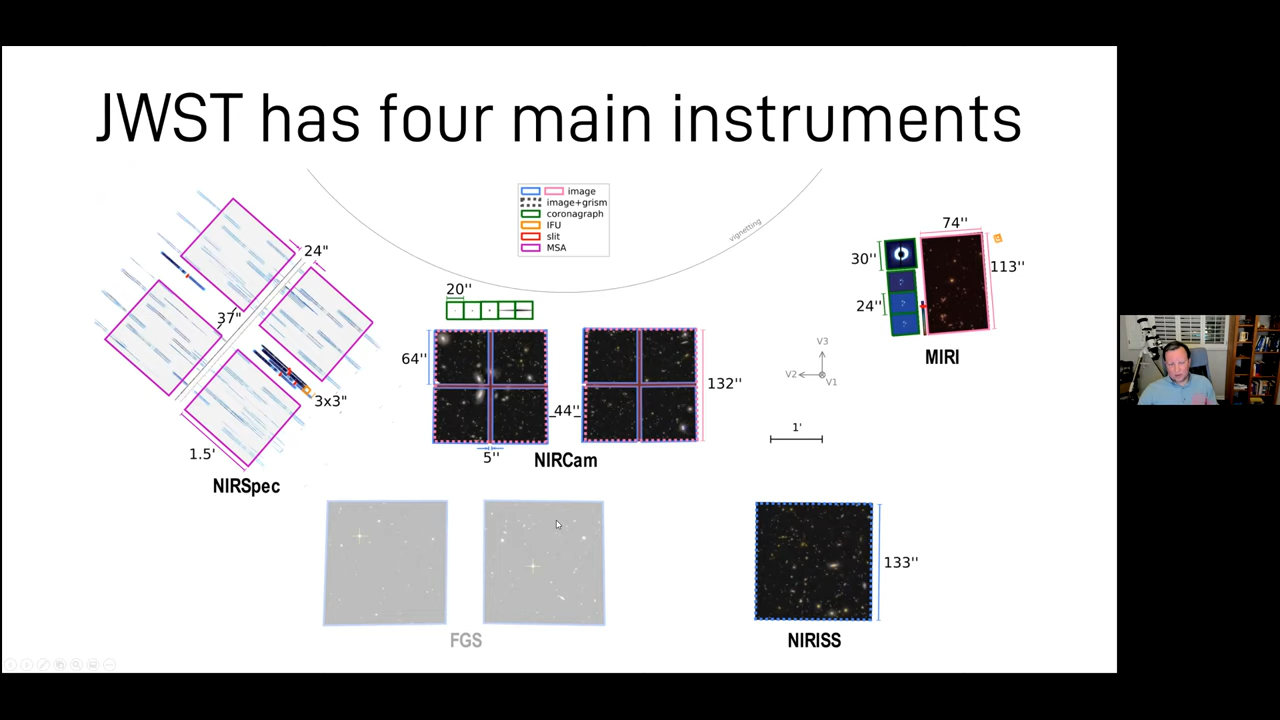 JWST has four main instruments
image
image+grism
coronagraph
IFU
slit
MSA
vignetting
24"
37"
3x3"
1.5'
NIRSpec
20''
64''
44''
132''
5''
NIRCam
74''
30''
113''
24''
MIRI
V3
V2
V1
1'
FGS
133''
NIRISS